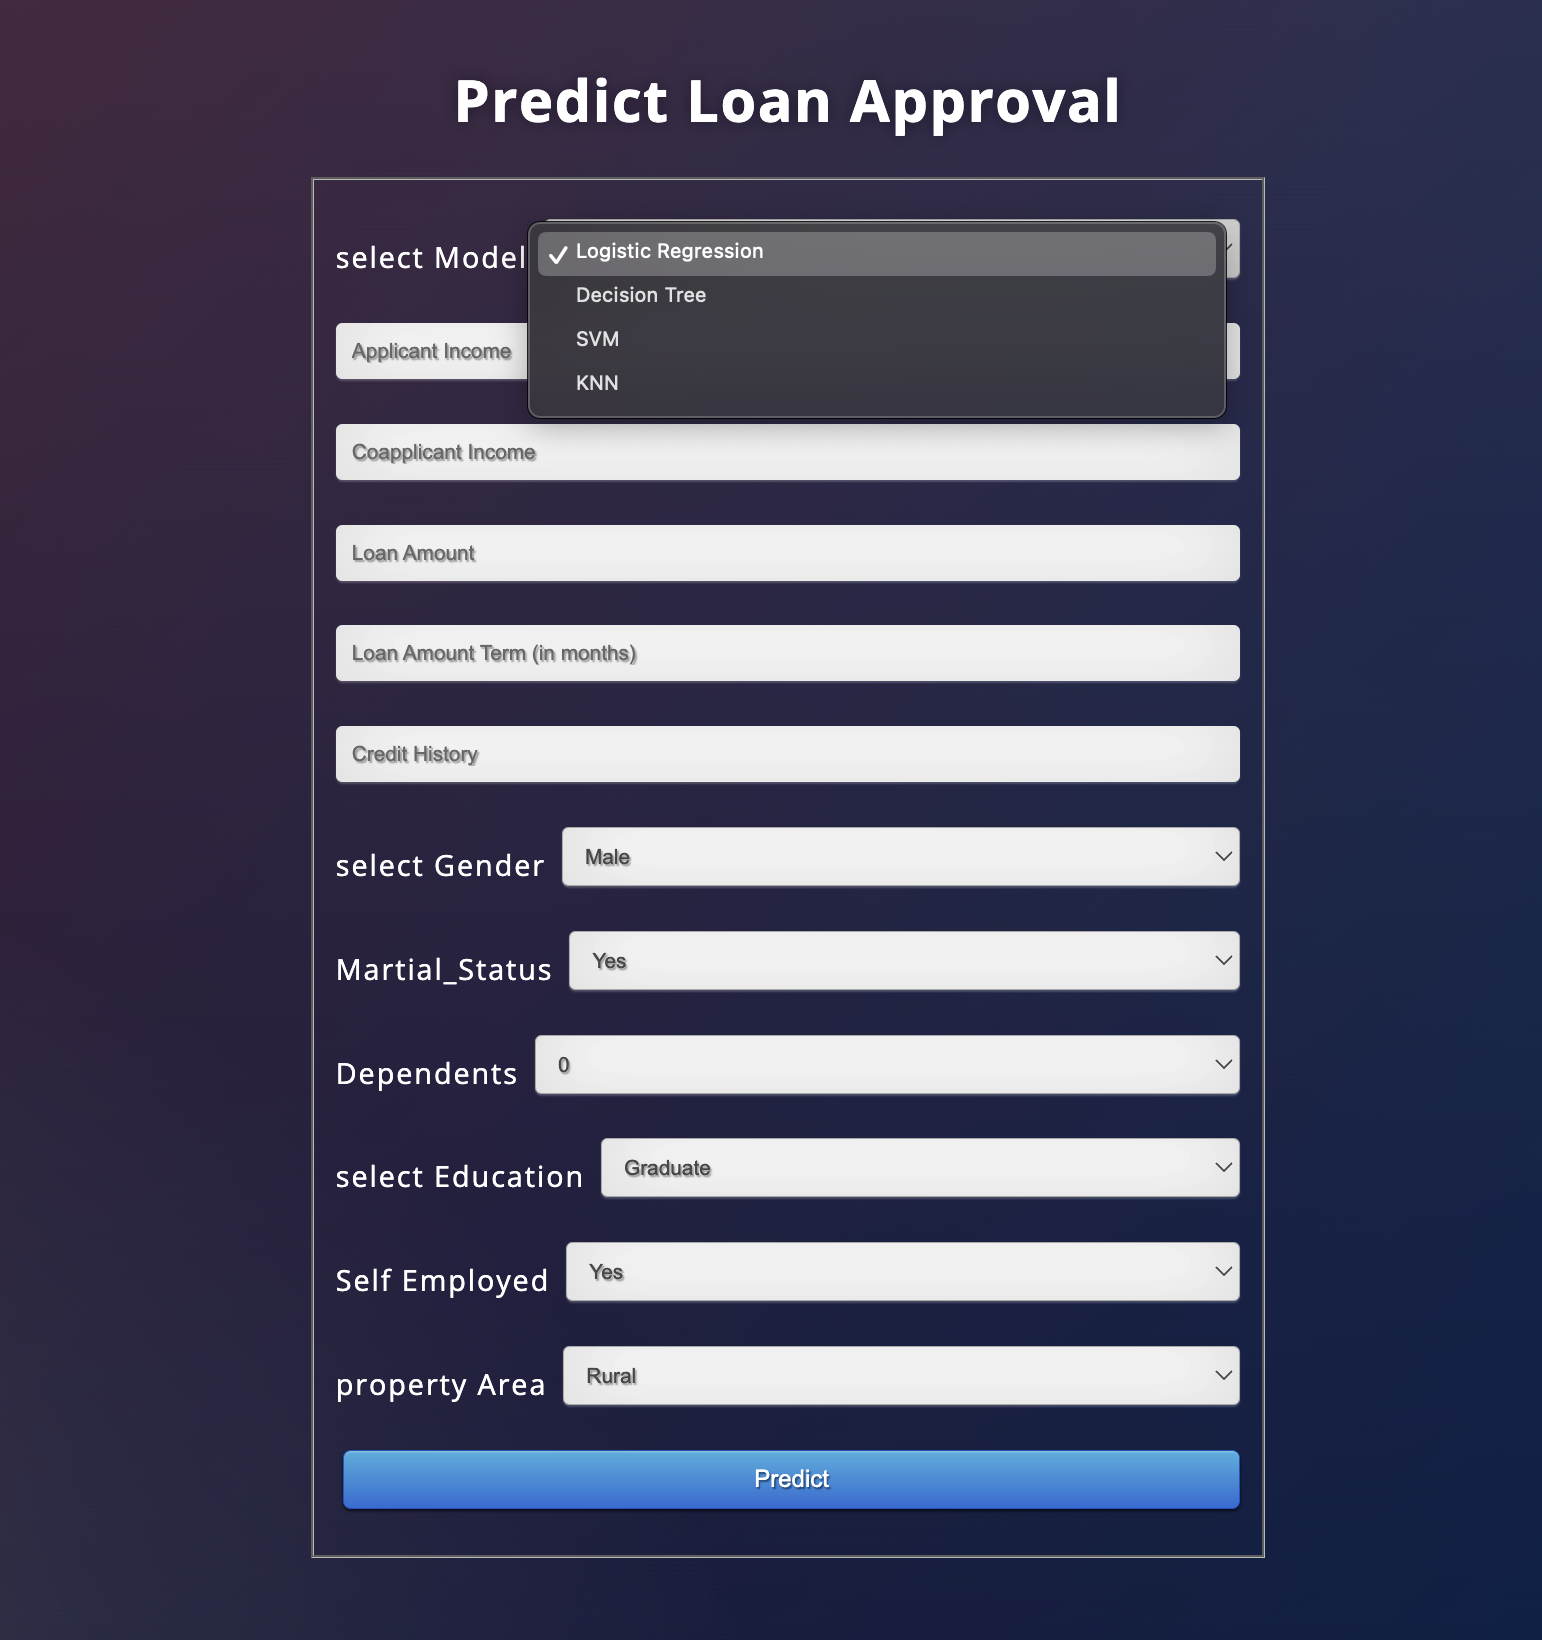 Predict Loan Approval
select Model
Logistic Regression
Decision Tree
SVM
KNN
Applicant Income
Coapplicant Income
Loan Amount
Loan Amount Term (in months)
Credit History
select Gender Male
Martial_Status Yes
Dependents 0
select Education Graduate
Self Employed Yes
property Area Rural
Predict